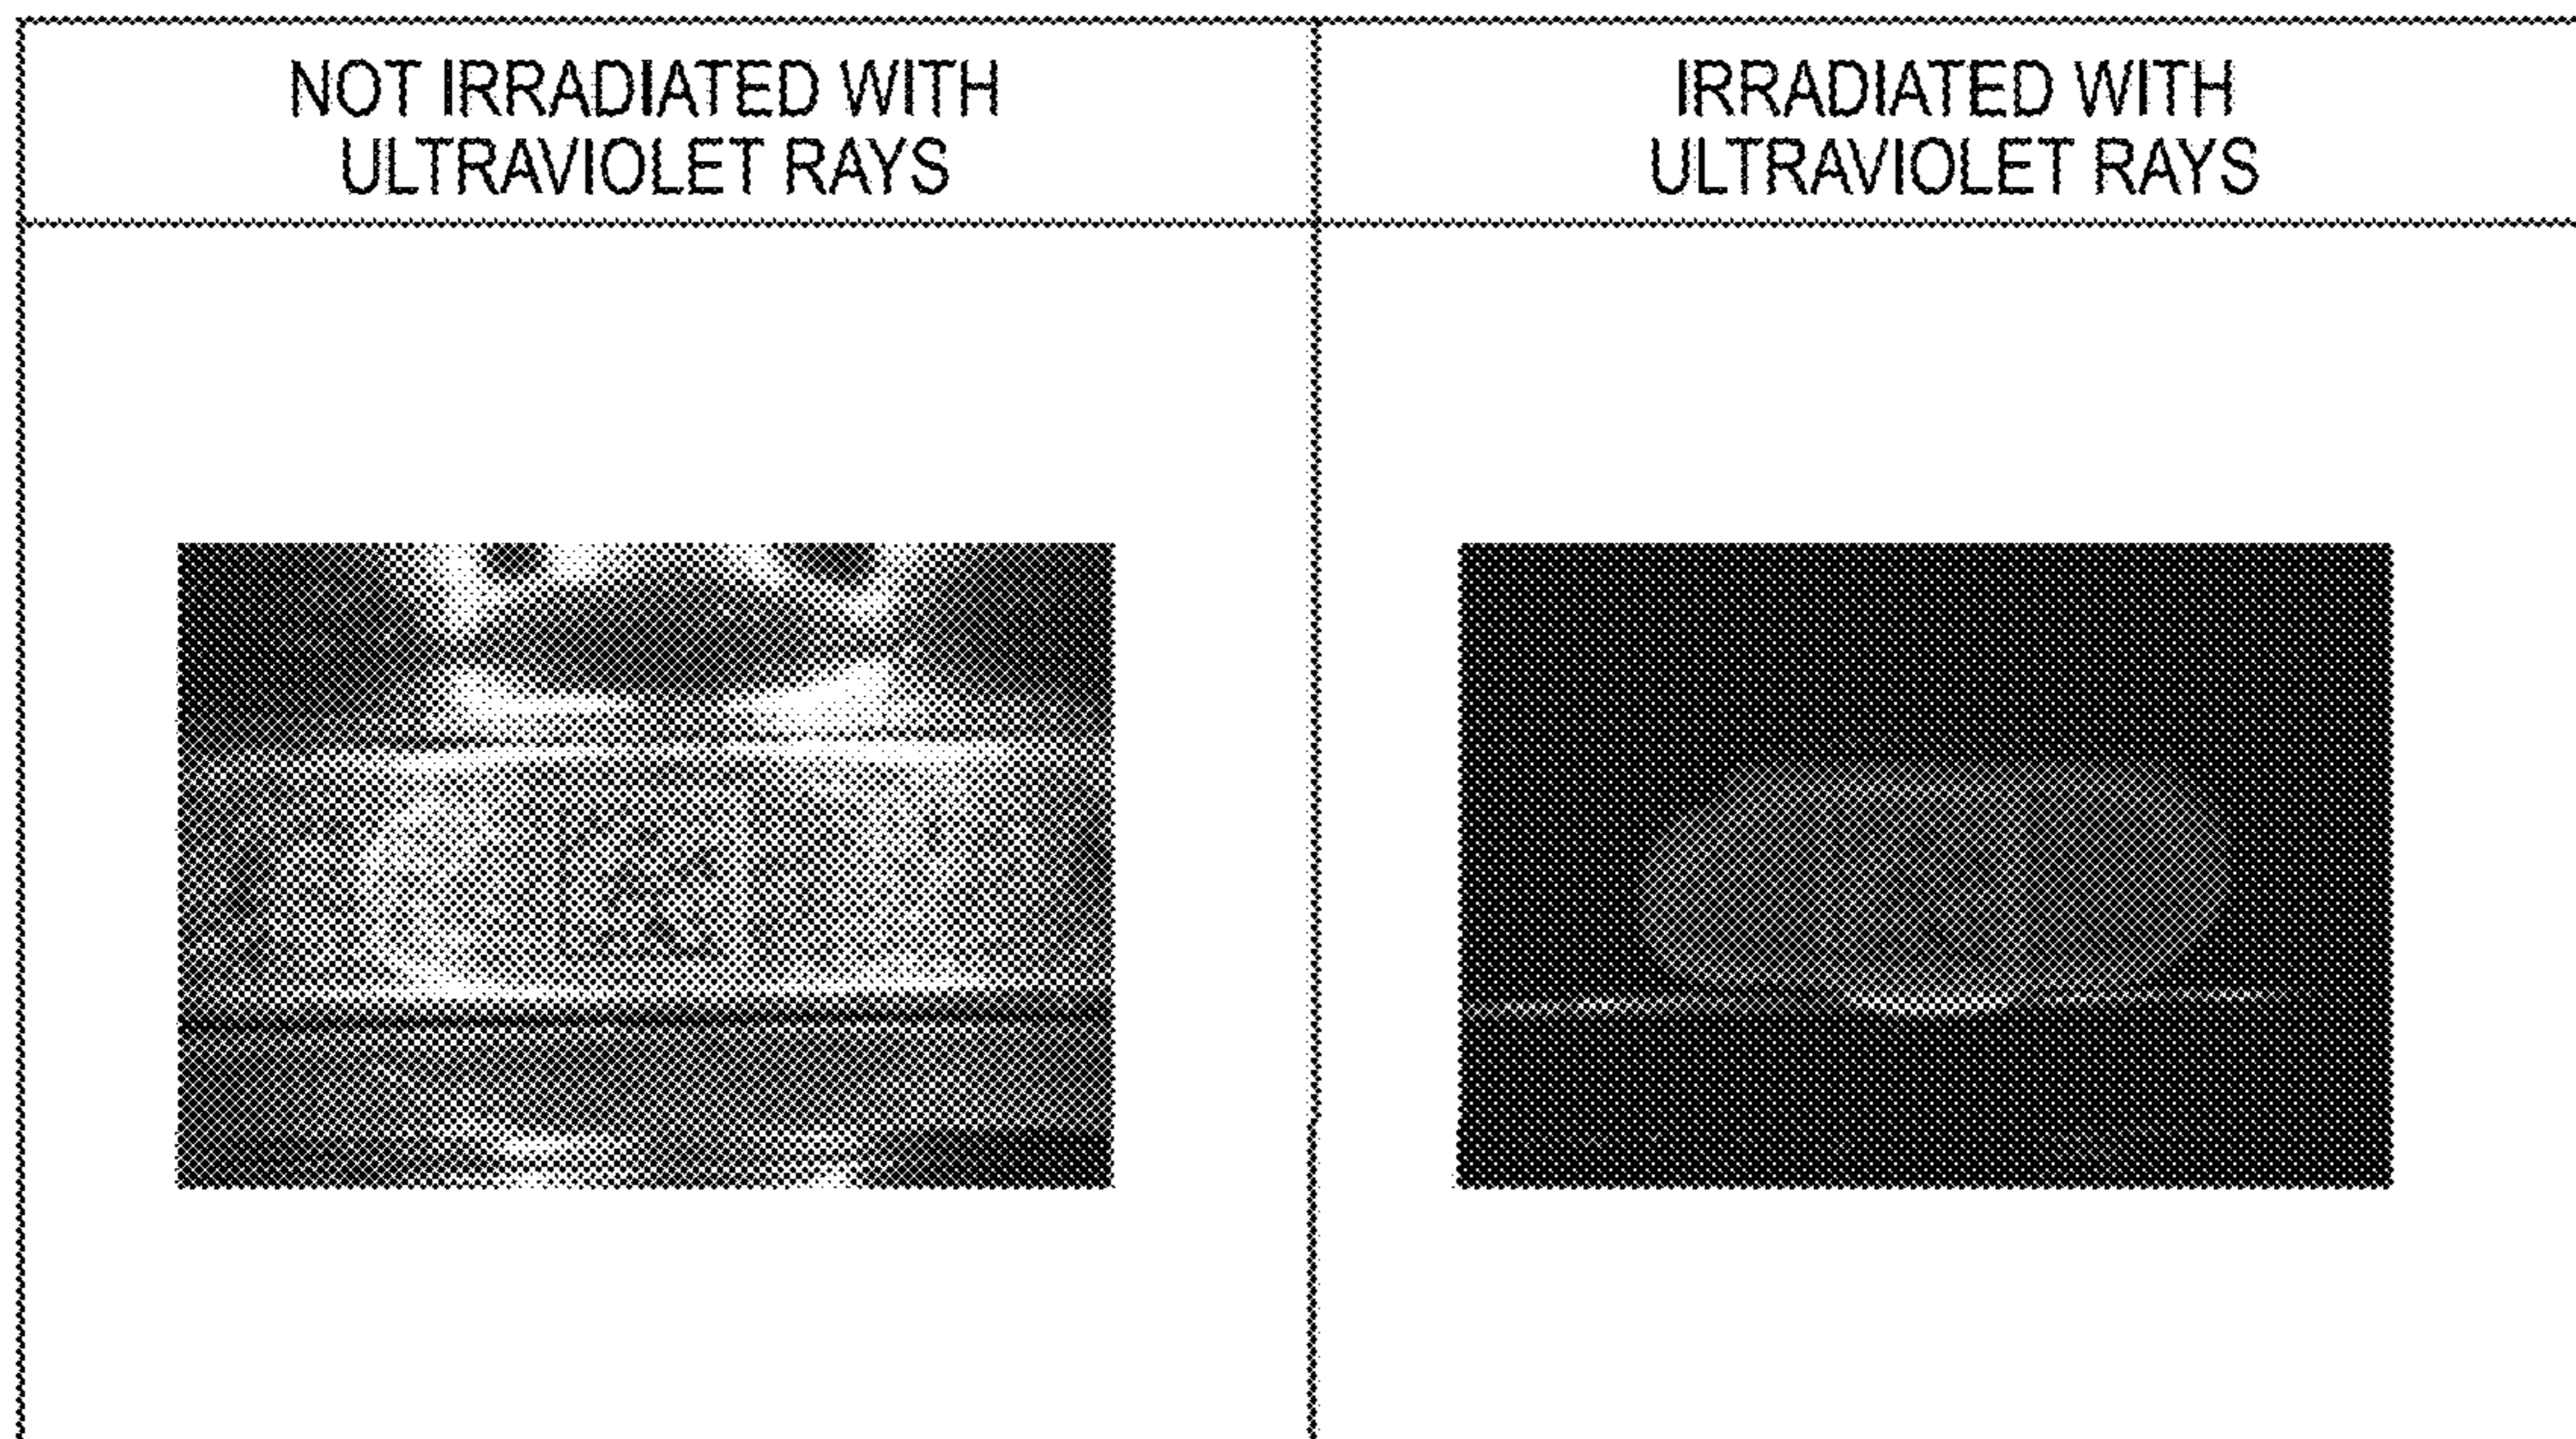 NOT IRRADIATED WITH
ULTRAVIOLET RAYS
IRRADIATED WITH
ULTRAVIOLET RAYS